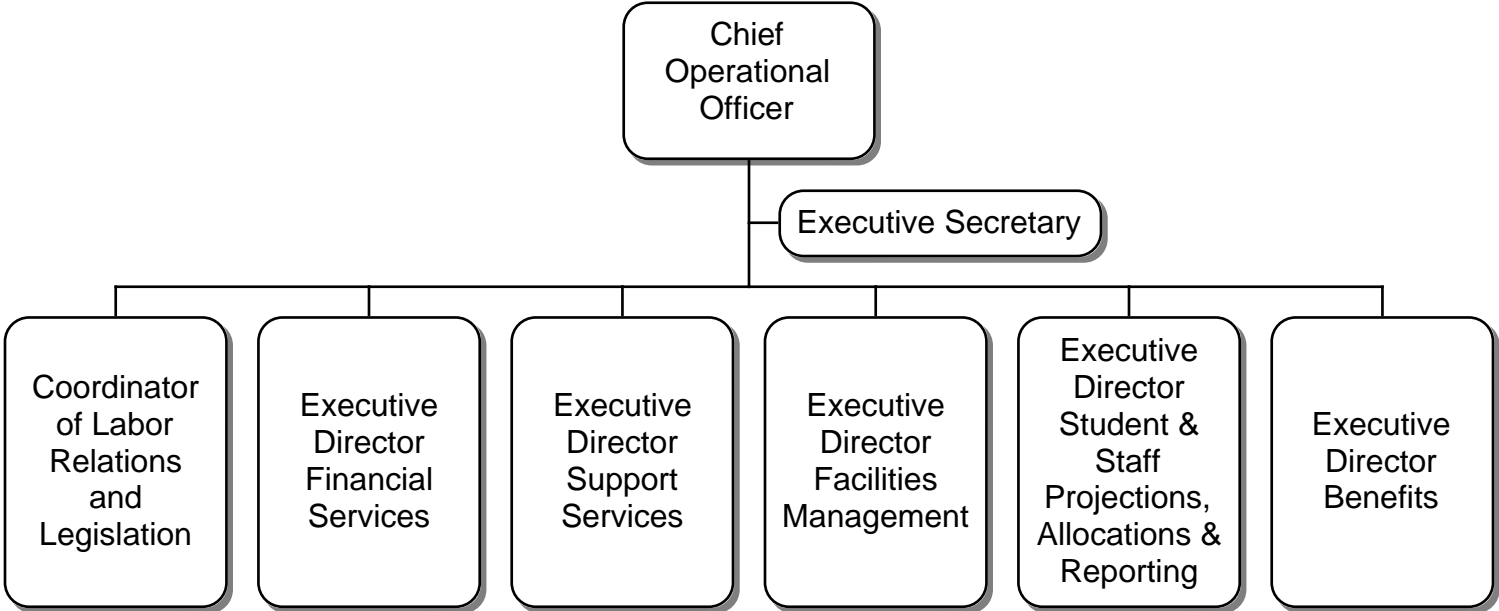 Chief
Operational
Officer
Executive Secretary
Coordinator
of Labor
Relations
and
Legislation
Executive
Director
Financial
Services
Executive
Director
Support
Services
Executive
Director
Facilities
Management
Executive
Director
Student &
Staff
Projections,
Allocations &
Reporting
Executive
Director
Benefits